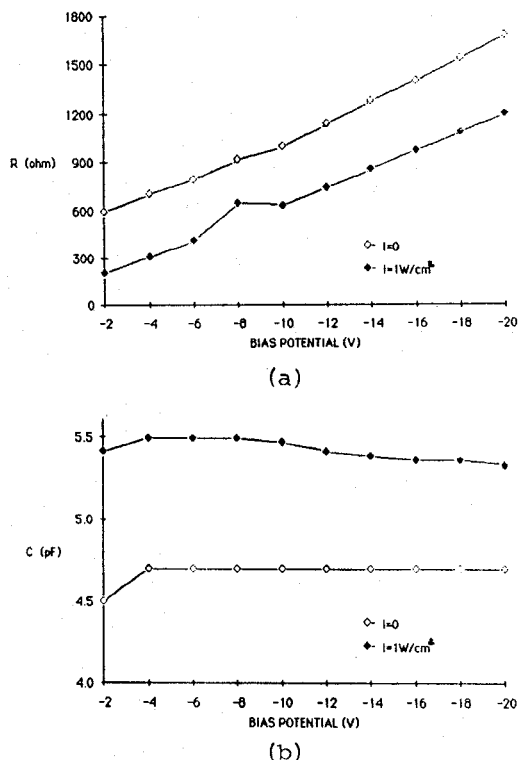 1800
1500
1200
R (ohm) 900
600
300
0
I=0
I=1W/cm²
-2 -4 -6 -8 -10 -12 -14 -16 -18 -20
BIAS POTENTIAL (V)
(a)
5.5
5.0
C (pF)
4.5
4.0
I=0
I=1W/cm²
-2 -4 -6 -8 -10 -12 -14 -16 -18 -20
BIAS POTENTIAL (V)
(b)